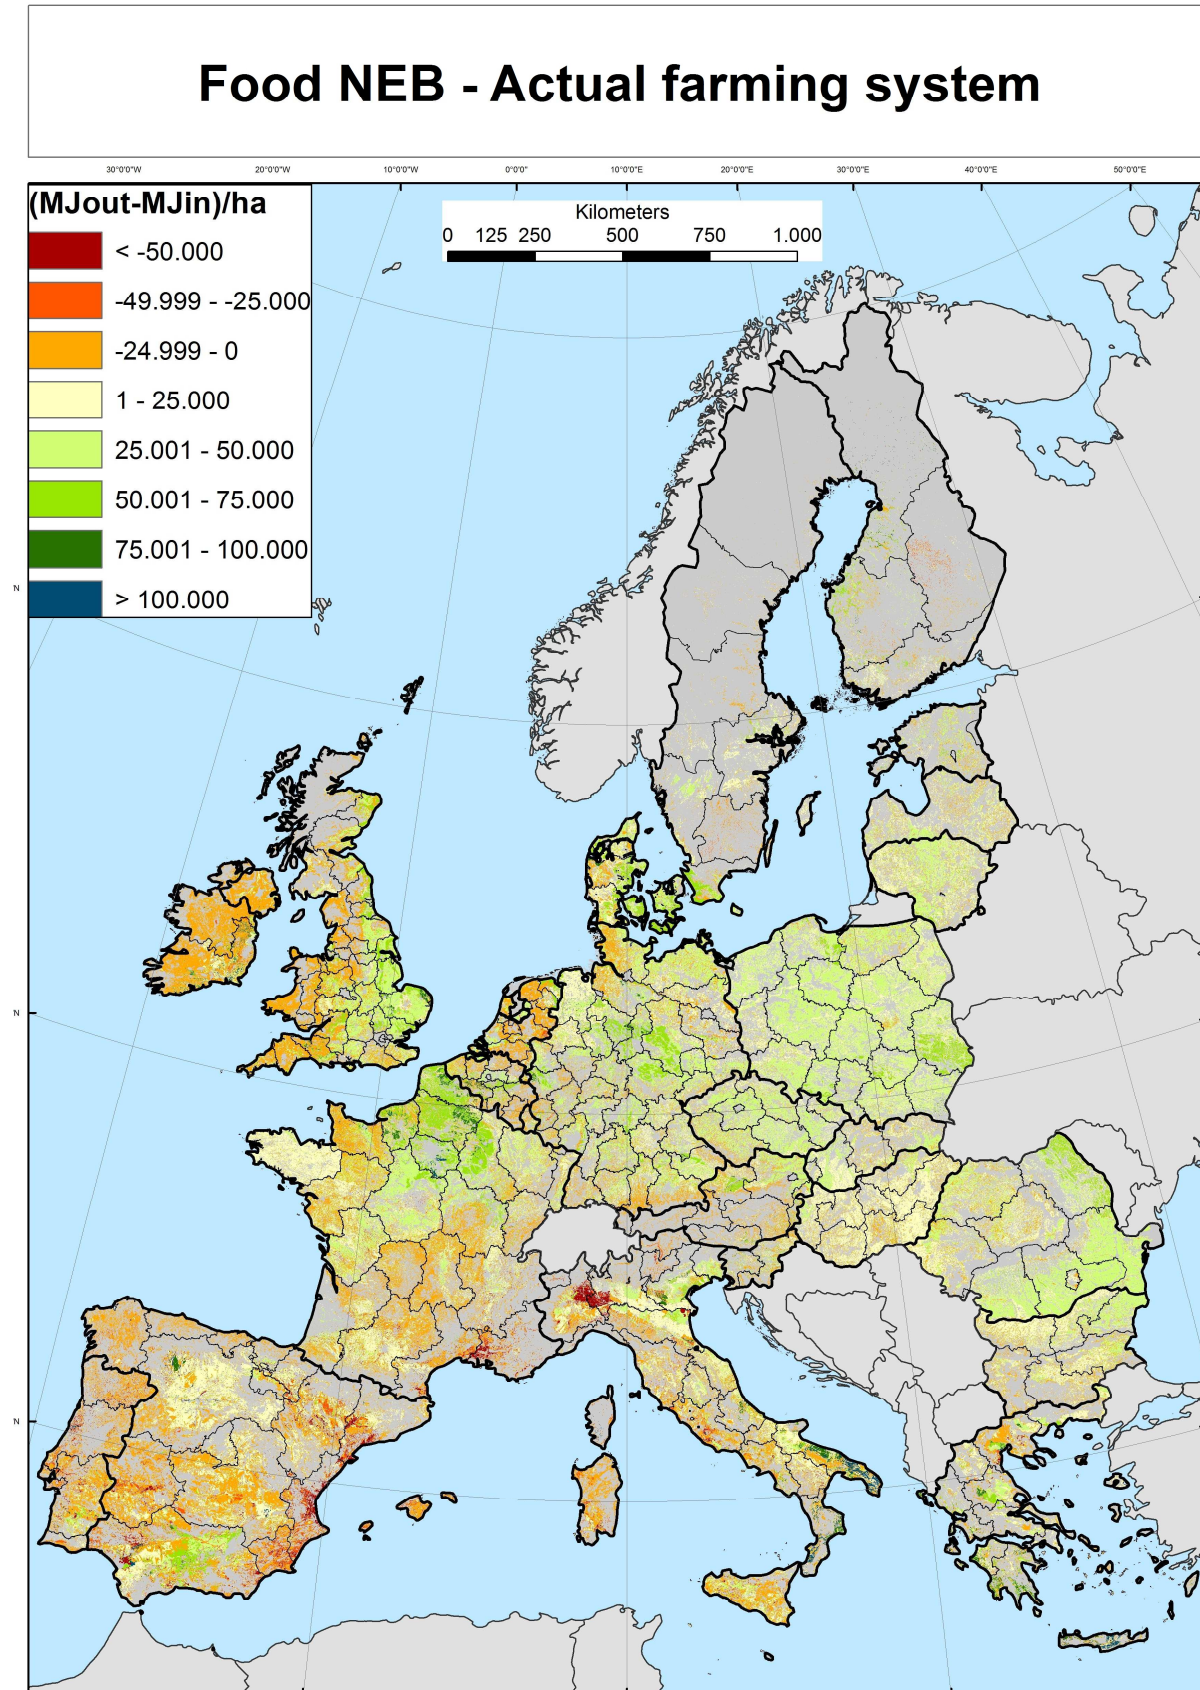 Food NEB - Actual farming system
30°0'0"W 20°0'0"W 10°0'0"W 0°0'0" 10°0'0"E 20°0'0"E 30°0'0"E 40°0'0"E 50°0'0"E
(MJout-MJin)/ha
< -50.000
-49.999 - -25.000
-24.999 - 0
1 - 25.000
25.001 - 50.000
50.001 - 75.000
75.001 - 100.000
> 100.000
Kilometers
0 125 250 500 750 1.000
'N
N
N